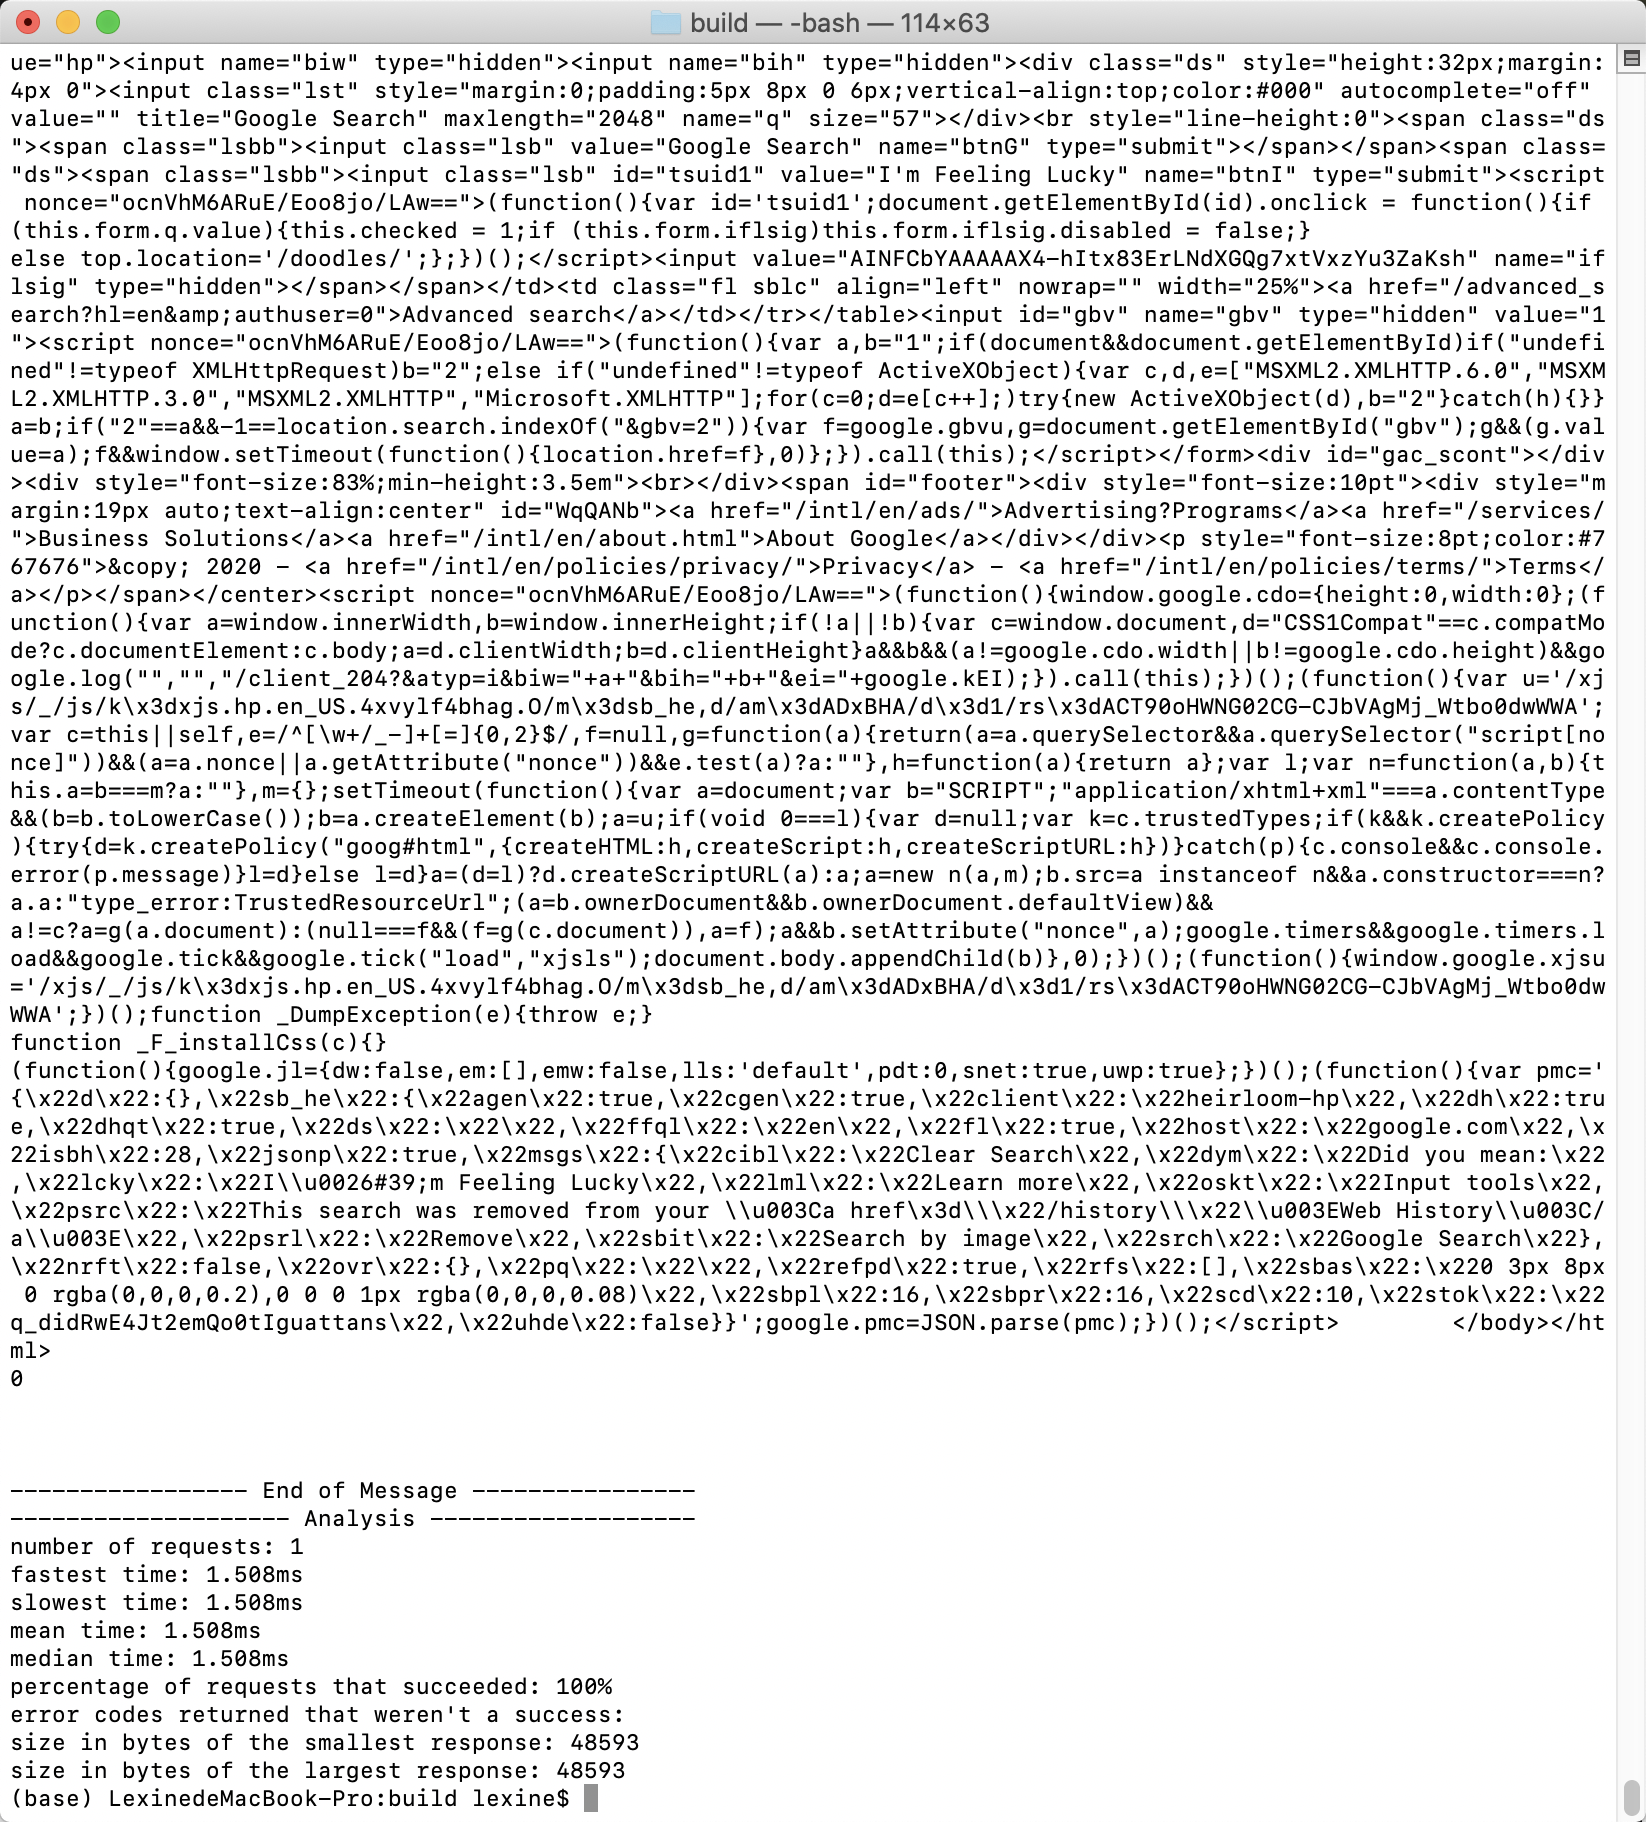 build — -bash — 114×63
ue="hp"><input name="biw" type="hidden"><input name="bih" type="hidden"><div class="ds" style="height:32px;margin:
4px 0"><input class="lst" style="margin:0;padding:5px 8px 0 6px;vertical-align:top;color:#000" autocomplete="off"
value="" title="Google Search" maxlength="2048" name="q" size="57"></div><br style="line-height:0"><span class="ds
"><span class="lsbb"><input class="lsb" value="Google Search" name="btnG" type="submit"></span></span><span class=
"ds"><span class="lsbb"><input class="lsb" id="tsuid1" value="I'm Feeling Lucky" name="btnI" type="submit"><script
 nonce="ocnVhM6ARuE/Eoo8jo/LAw==">(function(){var id='tsuid1';document.getElementById(id).onclick = function(){if
(this.form.q.value){this.checked = 1;if (this.form.iflsig)this.form.iflsig.disabled = false;}
else top.location='/doodles/';};})();</script><input value="AINFCbYAAAAAX4-hItx83ErLNdXGQg7xtVxzYu3ZaKsh" name="if
lsig" type="hidden"></span></span></td><td class="fl sblc" align="left" nowrap="" width="25%"><a href="/advanced_s
earch?hl=en&amp;authuser=0">Advanced search</a></td></tr></table><input id="gbv" name="gbv" type="hidden" value="1
"><script nonce="ocnVhM6ARuE/Eoo8jo/LAw==">(function(){var a,b="1";if(document&&document.getElementById)if("undefi
ned"!=typeof XMLHttpRequest)b="2";else if("undefined"!=typeof ActiveXObject){var c,d,e=["MSXML2.XMLHTTP.6.0","MSXM
L2.XMLHTTP.3.0","MSXML2.XMLHTTP","Microsoft.XMLHTTP"];for(c=0;d=e[c++];)try{new ActiveXObject(d),b="2"}catch(h){}}
a=b;if("2"==a&&-1==location.search.indexOf("&gbv=2")){var f=google.gbvu,g=document.getElementById("gbv");g&&(g.val
ue=a);f&&window.setTimeout(function(){location.href=f},0)};}).call(this);</script></form><div id="gac_scont"></div
><div style="font-size:83%;min-height:3.5em"><br></div><span id="footer"><div style="font-size:10pt"><div style="m
argin:19px auto;text-align:center" id="WqQANb"><a href="/intl/en/ads/">Advertising?Programs</a><a href="/services/
">Business Solutions</a><a href="/intl/en/about.html">About Google</a></div></div><p style="font-size:8pt;color:#7
67676">&copy; 2020 - <a href="/intl/en/policies/privacy/">Privacy</a> - <a href="/intl/en/policies/terms/">Terms</
a></p></span></center><script nonce="ocnVhM6ARuE/Eoo8jo/LAw==">(function(){window.google.cdo={height:0,width:0};(f
unction(){var a=window.innerWidth,b=window.innerHeight;if(!a||!b){var c=window.document,d="CSS1Compat"==c.compatMo
de?c.documentElement:c.body;a=d.clientWidth;b=d.clientHeight}a&&b&&(a!=google.cdo.width||b!=google.cdo.height)&&go
ogle.log("","","/client_204?&atyp=i&biw="+a+"&bih="+b+"&ei="+google.kEI);}).call(this);})();(function(){var u='/xj
s/_/js/k\x3dxjs.hp.en_US.4xvylf4bhag.O/m\x3dsb_he,d/am\x3dADxBHA/d\x3d1/rs\x3dACT90oHWNG02CG-CJbVAgMj_Wtbo0dwWWA';
var c=this||self,e=/^[\w+/_-]+[=]{0,2}$/,f=null,g=function(a){return(a=a.querySelector&&a.querySelector("script[no
nce]"))&&(a=a.nonce||a.getAttribute("nonce"))&&e.test(a)?a:""},h=function(a){return a};var l;var n=function(a,b){t
his.a=b===m?a:""},m={};setTimeout(function(){var a=document;var b="SCRIPT";"application/xhtml+xml"===a.contentType
&&(b=b.toLowerCase());b=a.createElement(b);a=u;if(void 0===l){var d=null;var k=c.trustedTypes;if(k&&k.createPolicy
){try{d=k.createPolicy("goog#html",{createHTML:h,createScript:h,createScriptURL:h})}catch(p){c.console&&c.console.
error(p.message)}l=d}else l=d}a=(d=l)?d.createScriptURL(a):a;a=new n(a,m);b.src=a instanceof n&&a.constructor===n?
a.a:"type_error:TrustedResourceUrl";(a=b.ownerDocument&&b.ownerDocument.defaultView)&&
a!=c?a=g(a.document):(null===f&&(f=g(c.document)),a=f);a&&b.setAttribute("nonce",a);google.timers&&google.timers.l
oad&&google.tick&&google.tick("load","xjsls");document.body.appendChild(b)},0);})();(function(){window.google.xjsu
='/xjs/_/js/k\x3dxjs.hp.en_US.4xvylf4bhag.O/m\x3dsb_he,d/am\x3dADxBHA/d\x3d1/rs\x3dACT90oHWNG02CG-CJbVAgMj_Wtbo0dw
WWA';})();function _DumpException(e){throw e;}
function _F_installCss(c){}
(function(){google.jl={dw:false,em:[],emw:false,lls:'default',pdt:0,snet:true,uwp:true};})();(function(){var pmc='
{\x22d\x22:{},\x22sb_he\x22:{\x22agen\x22:true,\x22cgen\x22:true,\x22client\x22:\x22heirloom-hp\x22,\x22dh\x22:tru
e,\x22dhqt\x22:true,\x22ds\x22:\x22\x22,\x22ffql\x22:\x22en\x22,\x22fl\x22:true,\x22host\x22:\x22google.com\x22,\x
22isbh\x22:28,\x22jsonp\x22:true,\x22msgs\x22:{\x22cibl\x22:\x22Clear Search\x22,\x22dym\x22:\x22Did you mean:\x22
,\x22lcky\x22:\x22I\\u0026#39;m Feeling Lucky\x22,\x22lml\x22:\x22Learn more\x22,\x22oskt\x22:\x22Input tools\x22,
\x22psrc\x22:\x22This search was removed from your \\u003Ca href\x3d\\\x22/history\\\x22\\u003EWeb History\\u003C/
a\\u003E\x22,\x22psrl\x22:\x22Remove\x22,\x22sbit\x22:\x22Search by image\x22,\x22srch\x22:\x22Google Search\x22},
\x22nrft\x22:false,\x22ovr\x22:{},\x22pq\x22:\x22\x22,\x22refpd\x22:true,\x22rfs\x22:[],\x22sbas\x22:\x220 3px 8px
 0 rgba(0,0,0,0.2),0 0 0 1px rgba(0,0,0,0.08)\x22,\x22sbpl\x22:16,\x22sbpr\x22:16,\x22scd\x22:10,\x22stok\x22:\x22
q_didRwE4Jt2emQo0tIguattans\x22,\x22uhde\x22:false}}';google.pmc=JSON.parse(pmc);})();</script>        </body></ht
ml>
0
----------------- End of Message ----------------
-------------------- Analysis -------------------
number of requests: 1
fastest time: 1.508ms
slowest time: 1.508ms
mean time: 1.508ms
median time: 1.508ms
percentage of requests that succeeded: 100%
error codes returned that weren't a success:
size in bytes of the smallest response: 48593
size in bytes of the largest response: 48593
(base) LexinedeMacBook-Pro:build lexine$